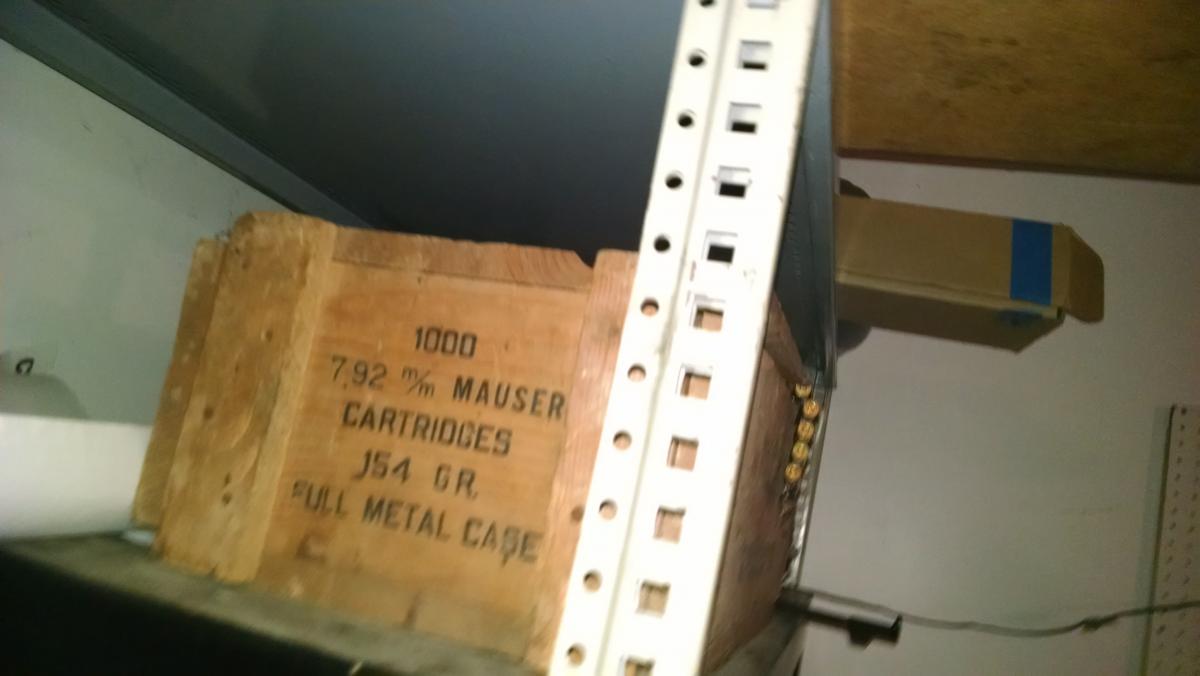 1000
7.92 m/m MAUSER
CARTRIDGES
154 GR.
FULL METAL CASE